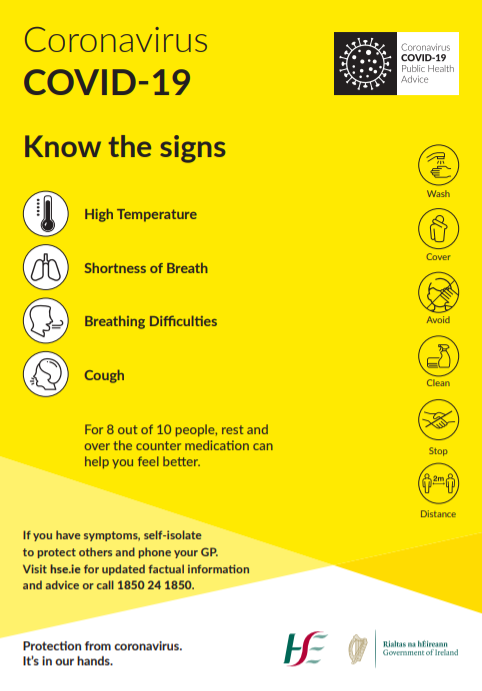 Coronavirus
COVID-19
Coronavirus
COVID-19
Public Health
Advice
Know the signs
High Temperature
Shortness of Breath
Breathing Difficulties
Cough
For 8 out of 10 people, rest and
over the counter medication can
help you feel better.
Wash
Cover
Avoid
Clean
Stop
2m
Distance
If you have symptoms, self-isolate
to protect others and phone your GP.
Visit hse.ie for updated factual information
and advice or call 1850 24 1850.
Protection from coronavirus.
It's in our hands.
HSE
Rialtas na hÉireann
Government of Ireland